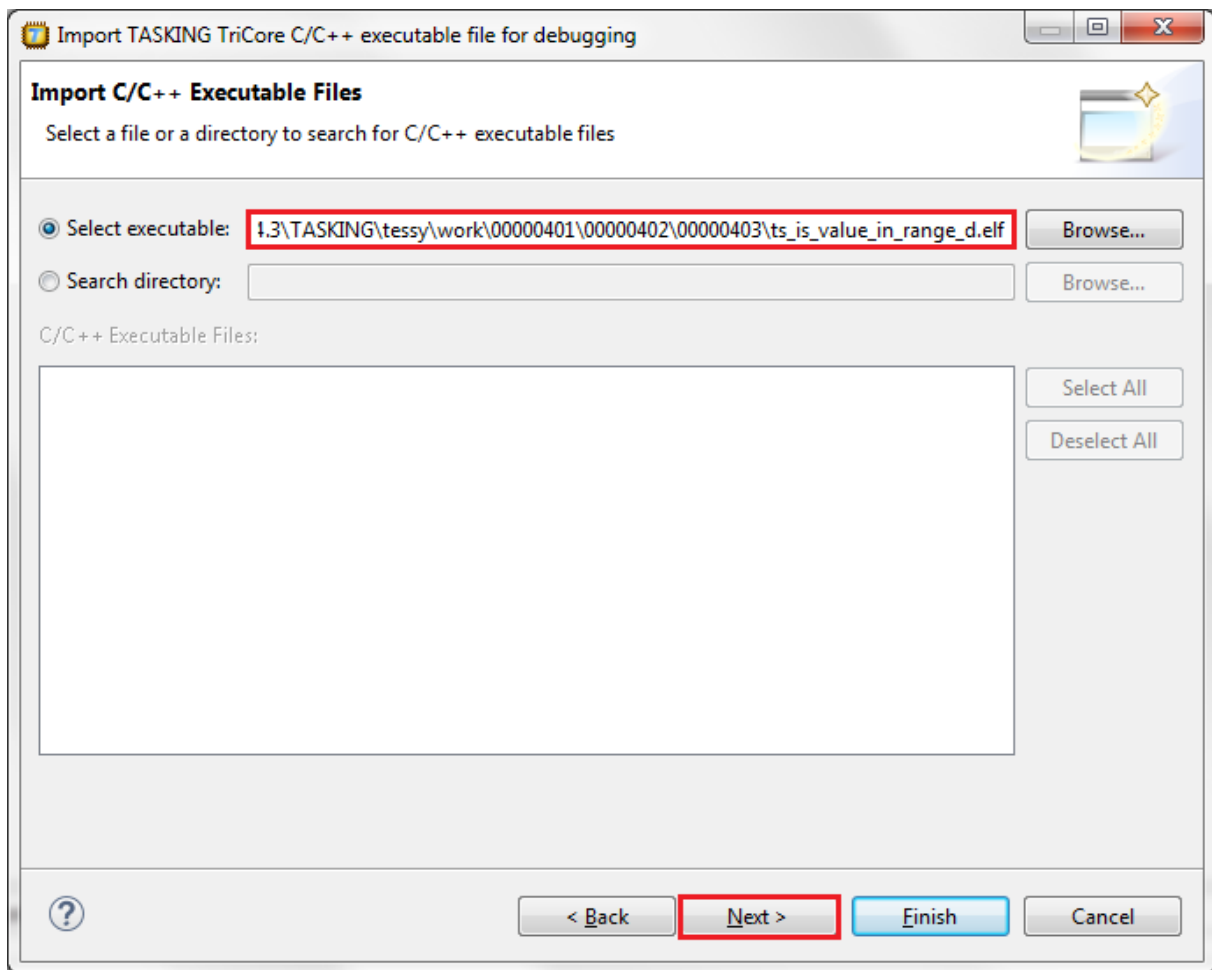 Import TASKING TriCore C/C++ executable file for debugging
Import C/C++ Executable Files
Select a file or a directory to search for C/C++ executable files
Select executable: 4.3\TASKING\tessy\work\00000401\00000402\00000403\ts_is_value_in_range_d.elf Browse...
Search directory: Browse...
C/C++ Executable Files:
Select All
Deselect All
? < Back Next > Finish Cancel